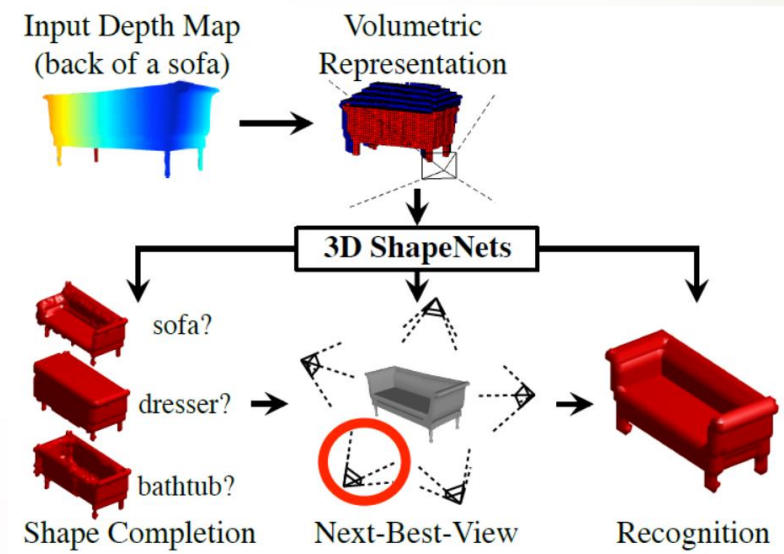 Input Depth Map
(back of a sofa)
Volumetric
Representation
3D ShapeNets
sofa?
dresser?
bathtub?
Shape Completion
Next-Best-View
Recognition